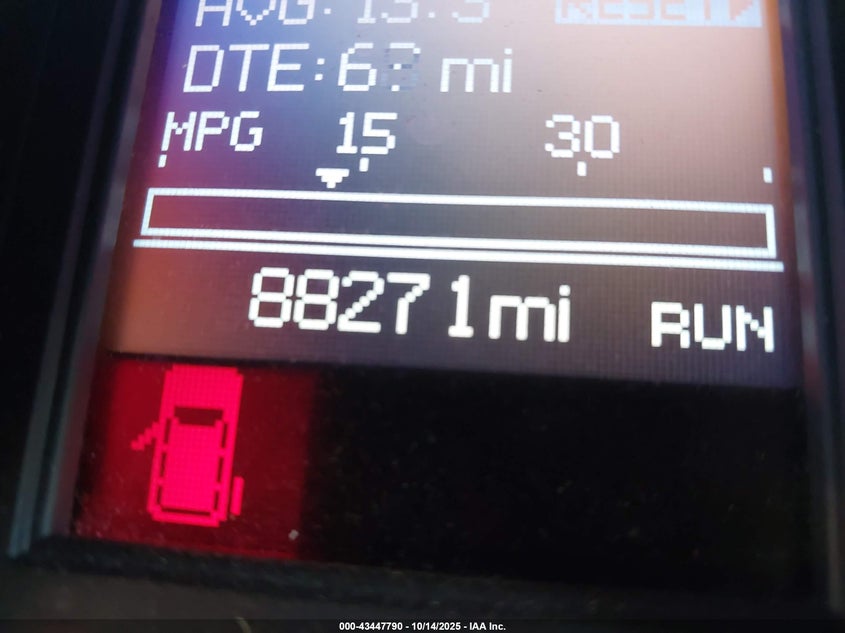 DTE: mi
MPG 15 30
88271mi RUN
000-43447790 - 10/14/2025 - IAA Inc.